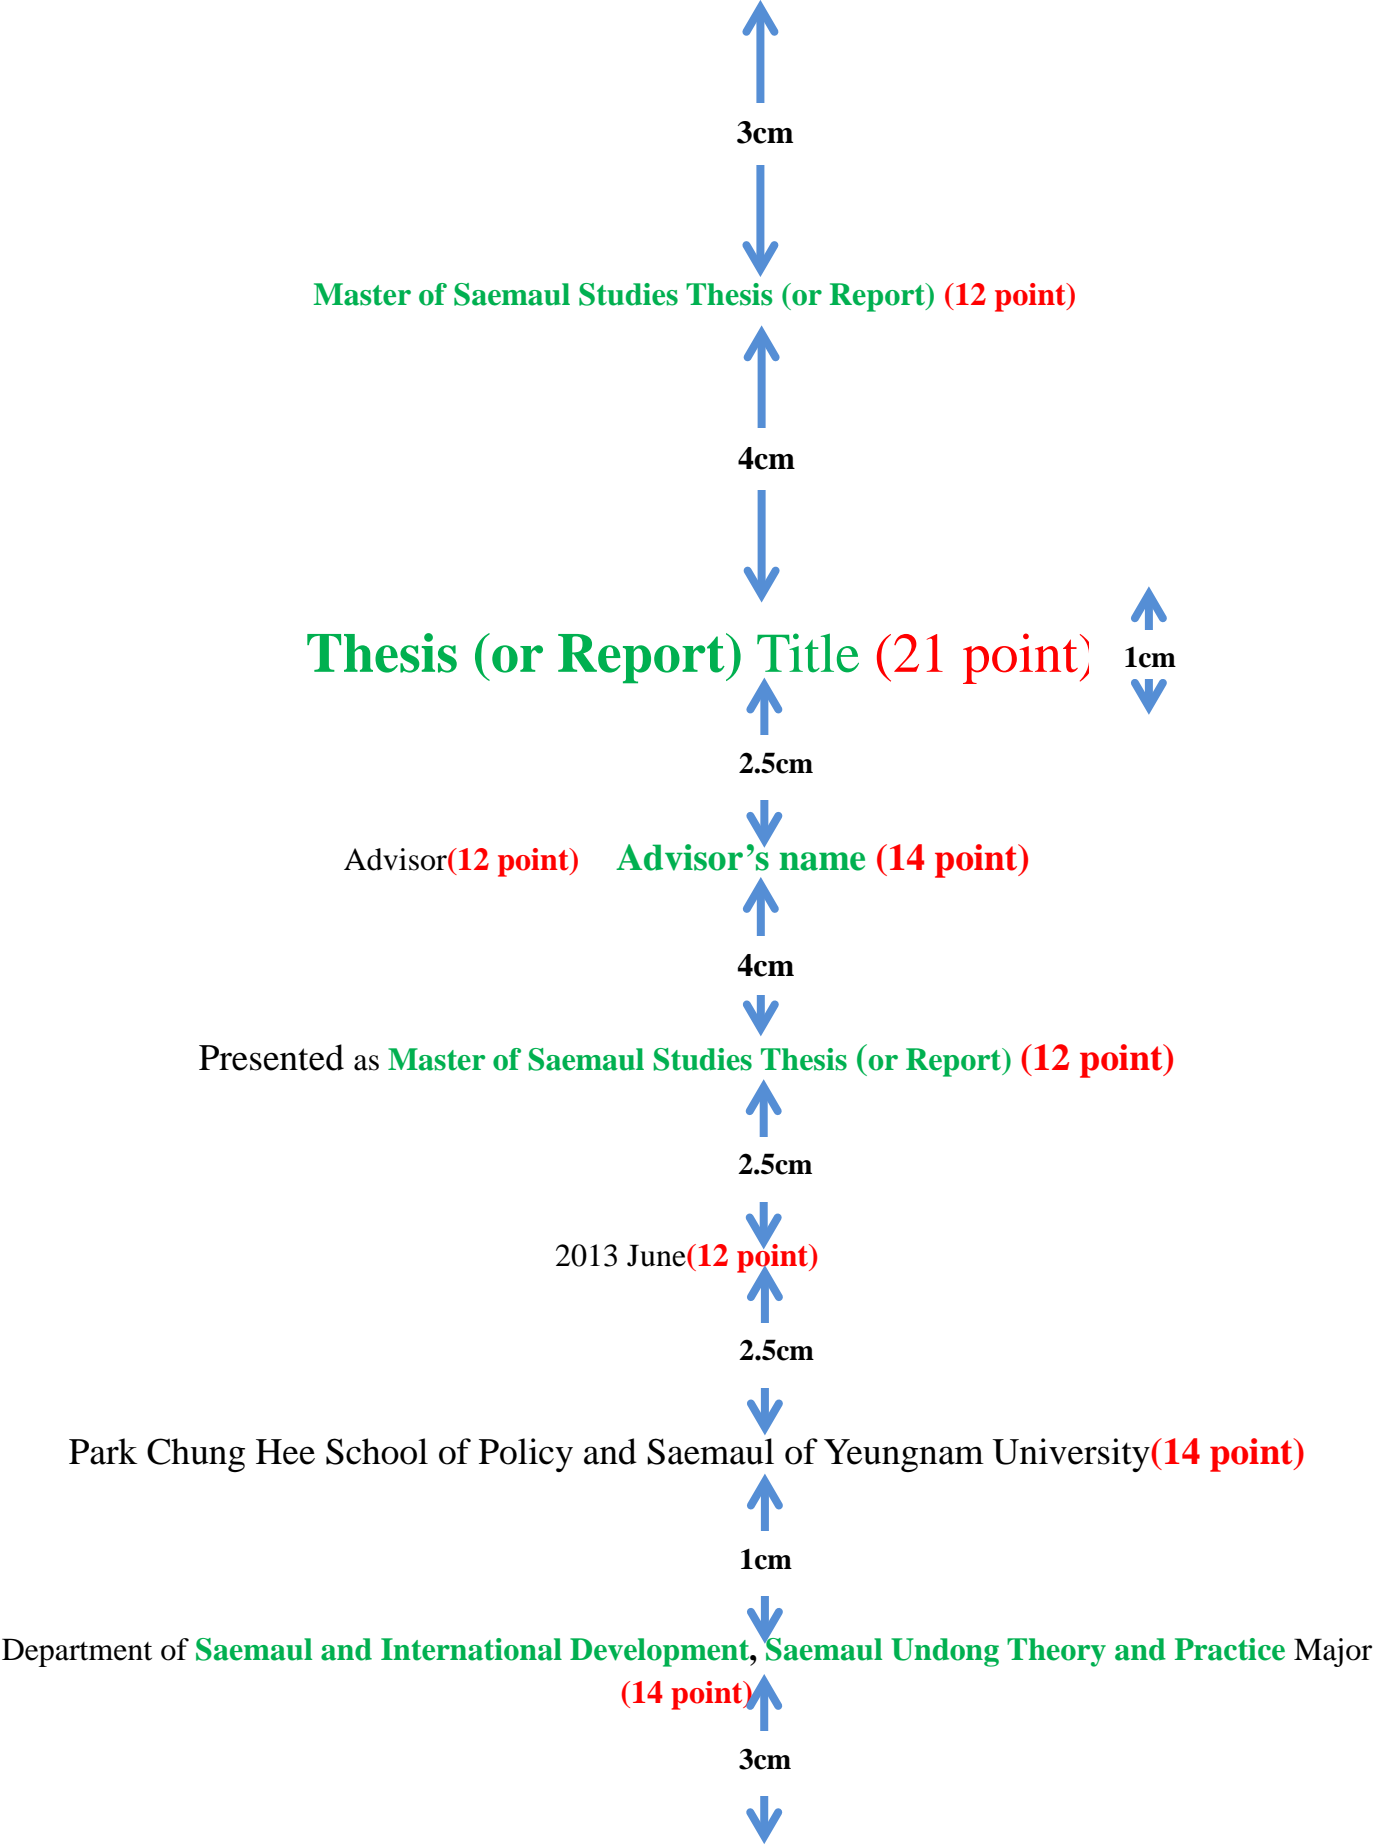 3cm
Master of Saemaul Studies Thesis (or Report) (12 point)
4cm
Thesis (or Report) Title (21 point)
1cm
2.5cm
Advisor(12 point) Advisor’s name (14 point)
4cm
Presented as Master of Saemaul Studies Thesis (or Report) (12 point)
2.5cm
2013 June(12 point)
2.5cm
Park Chung Hee School of Policy and Saemaul of Yeungnam University(14 point)
1cm
Department of Saemaul and International Development, Saemaul Undong Theory and Practice Major
(14 point)
3cm